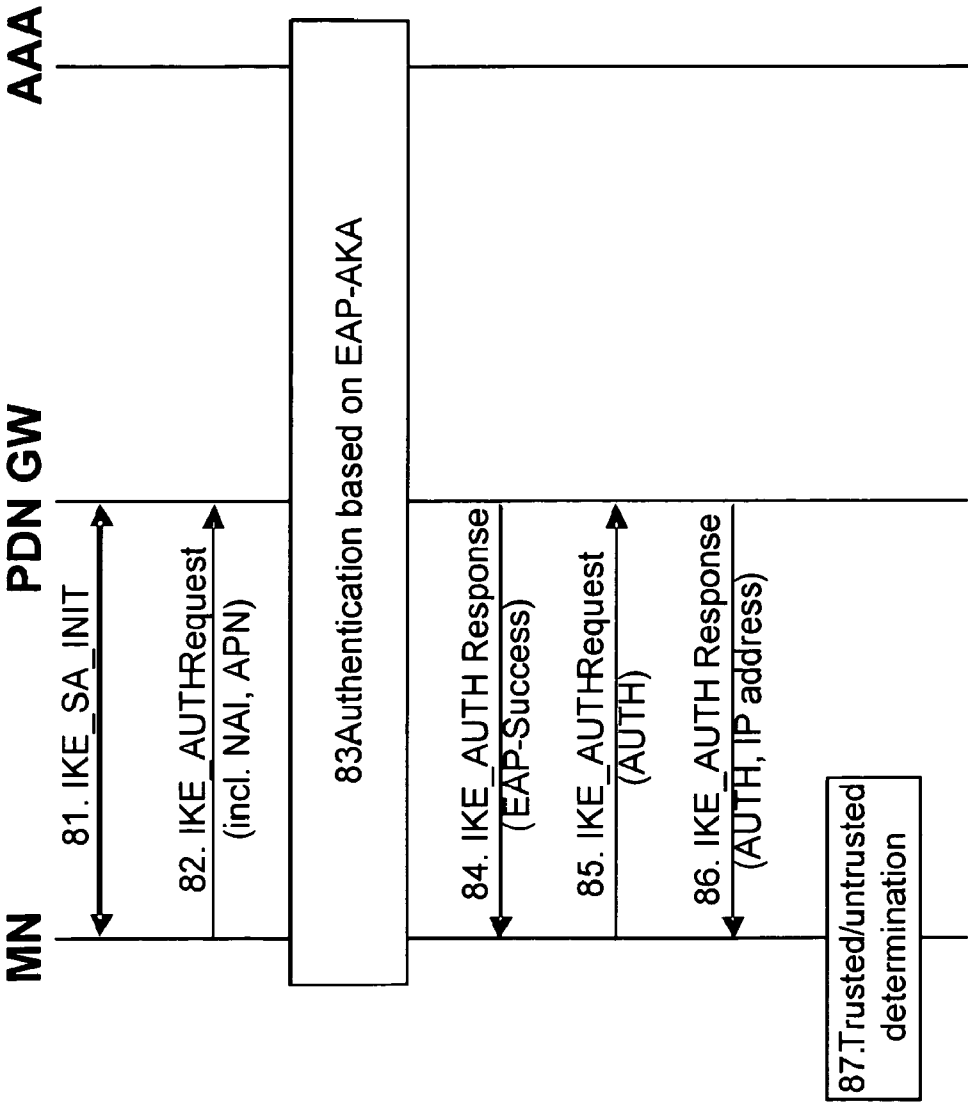 MN
PDN GW
AAA
81. IKE_SA_INIT
82. IKE_AUTHRequest
(incl. NAI, APN)
83Authentication based on EAP-AKA
84. IKE_AUTH Response
(EAP-Success)
85. IKE_AUTHRequest
(AUTH)
86. IKE_AUTH Response
(AUTH, IP address)
87.Trusted/untrusted
determination